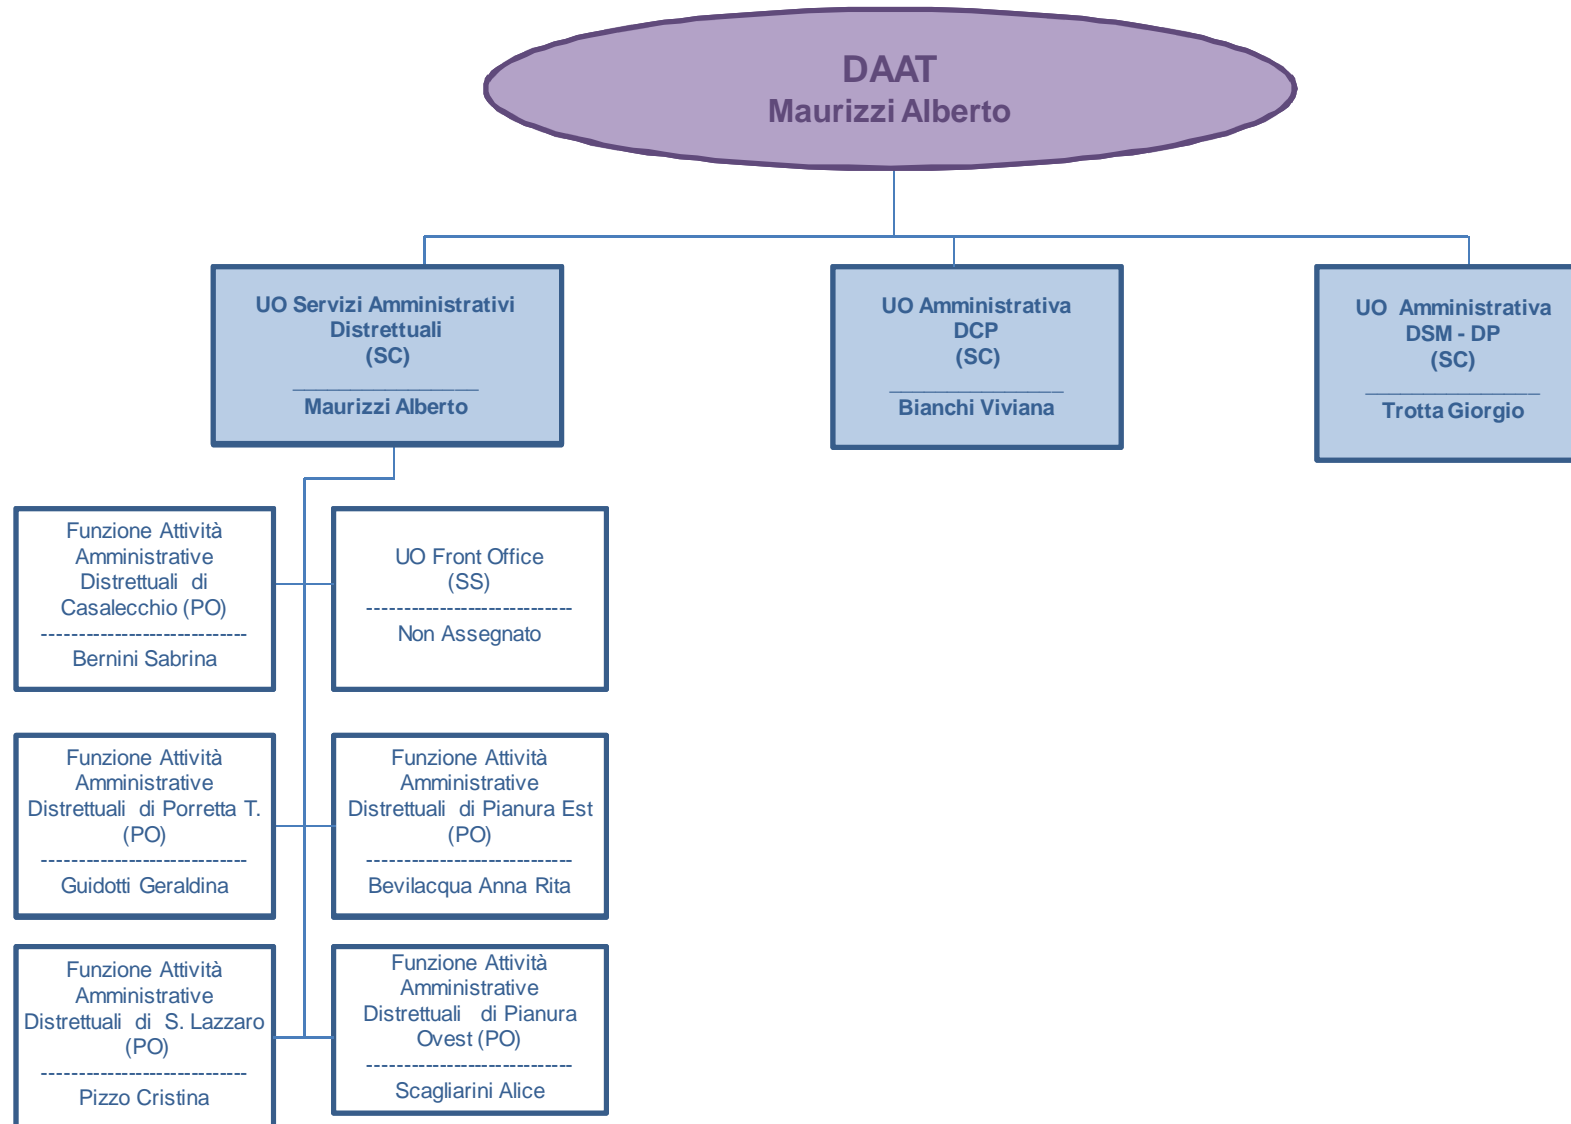 DAAT
Maurizzi Alberto
UO Servizi Amministrativi
Distrettuali
(SC)
________________
Maurizzi Alberto
UO Amministrativa
DCP
(SC)
_______________
Bianchi Viviana
UO Amministrativa
DSM - DP
(SC)
_______________
Trotta Giorgio
Funzione Attività
Amministrative
Distrettuali di
Casalecchio (PO)
---------------------------
Bernini Sabrina
UO Front Office
(SS)
---------------------------
Non Assegnato
Funzione Attività
Amministrative
Distrettuali di Porretta T.
(PO)
---------------------------
Guidotti Geraldina
Funzione Attività
Amministrative
Distrettuali di Pianura Est
(PO)
---------------------------
Bevilacqua Anna Rita
Funzione Attività
Amministrative
Distrettuali di S. Lazzaro
(PO)
---------------------------
Pizzo Cristina
Funzione Attività
Amministrative
Distrettuali di Pianura
Ovest (PO)
---------------------------
Scagliarini Alice